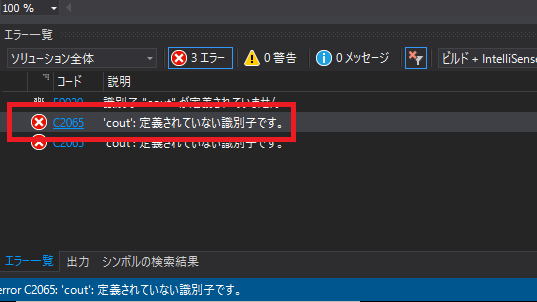 100 %
エラー一覧
ソリューション全体 3 エラー 0 警告 0 メッセージ ビルド + IntelliSens
コード 説明
abc E0020 識別子 "cout" が定義されていません
C2065 'cout': 定義されていない識別子です。
C2065 'cout': 定義されていない識別子です。
エラー一覧 出力 シンボルの検索結果
error C2065: 'cout': 定義されていない識別子です。